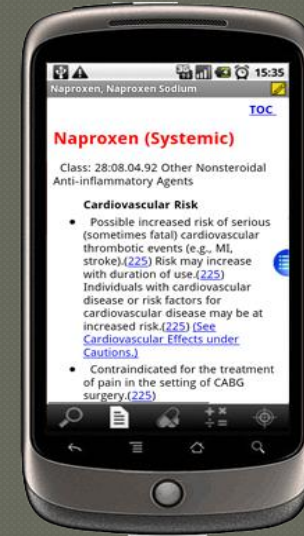 15:35
Naproxen, Naproxen Sodium
TOC
Naproxen (Systemic)
Class: 28:08.04.92 Other Nonsteroidal
Anti-inflammatory Agents
Cardiovascular Risk
• Possible increased risk of serious
(sometimes fatal) cardiovascular
thrombotic events (e.g., MI,
stroke).(225) Risk may increase
with duration of use.(225)
Individuals with cardiovascular
disease or risk factors for
cardiovascular disease may be at
increased risk.(225) (See
Cardiovascular Effects under
Cautions.)
• Contraindicated for the treatment
of pain in the setting of CABG
surgery.(225)